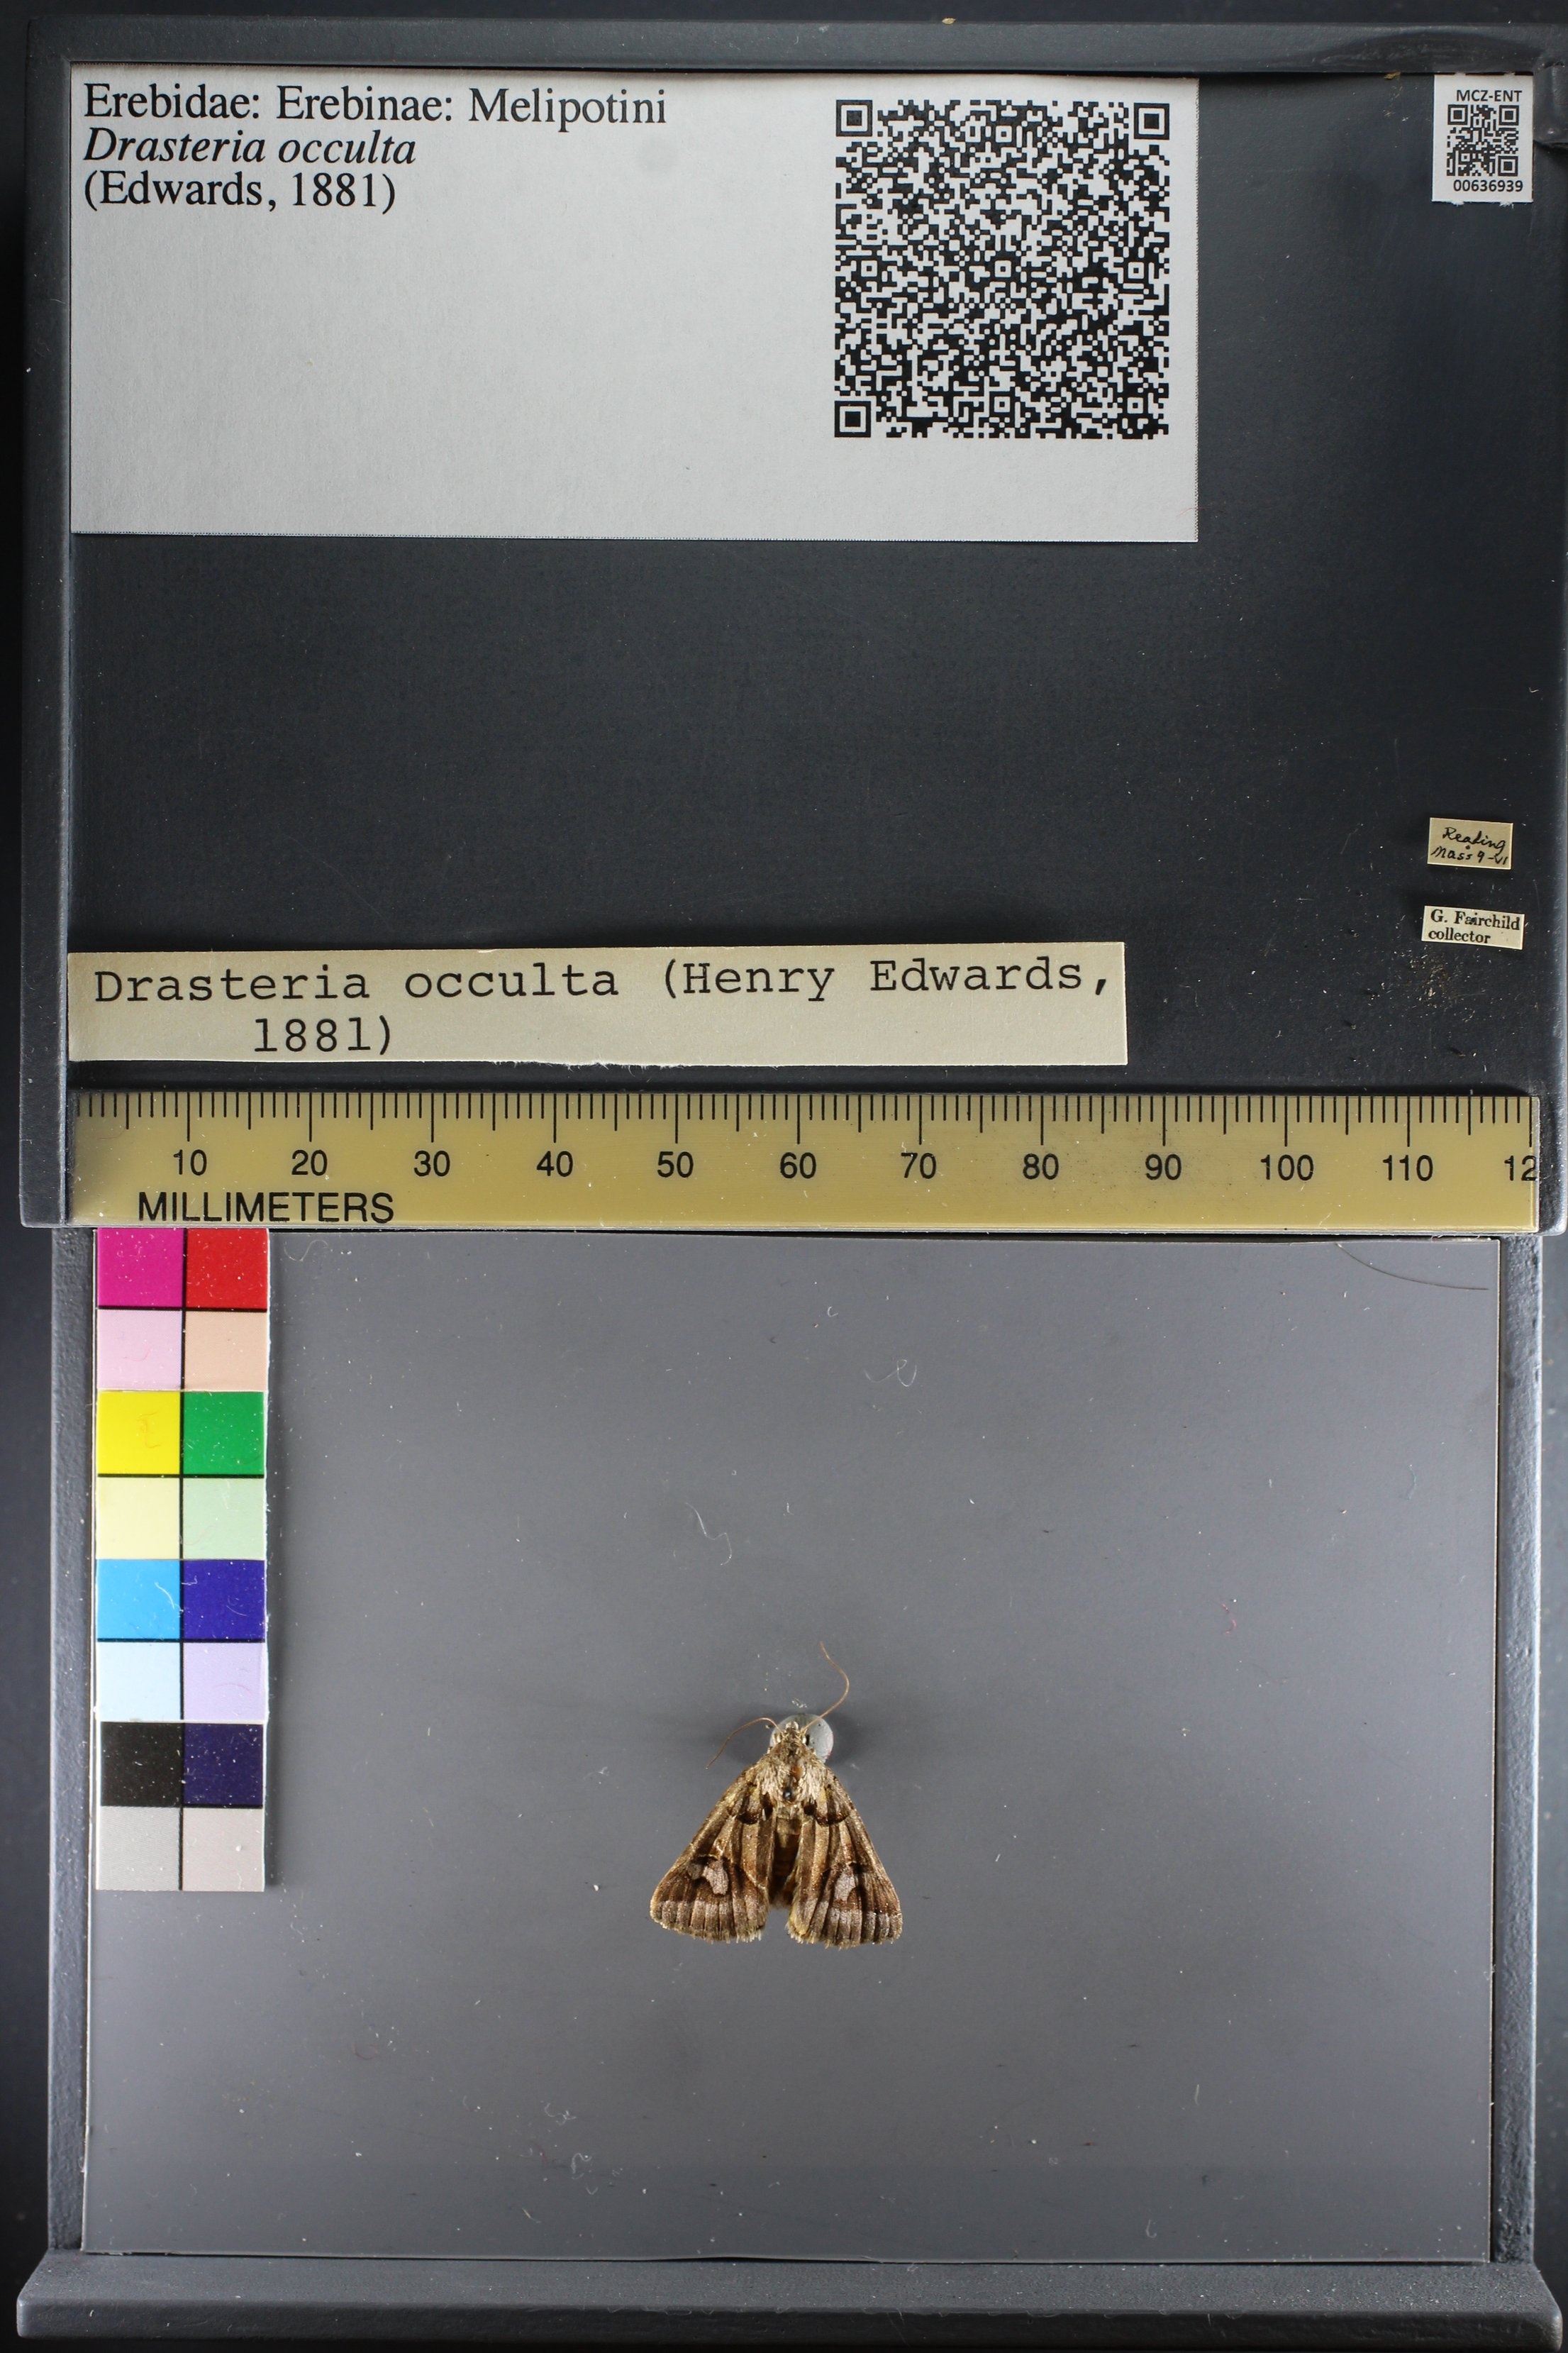 Erebidae: Erebinae: Melipotini
Drasteria occulta
(Edwards, 1881)
MCZ-ENT
00636939
Reading
Mass 9-VI
G. Fairchild
collector
Drasteria occulta (Henry Edwards,
1881)
10 20 30 40 50 60 70 80 90 100 110 12
MILLIMETERS